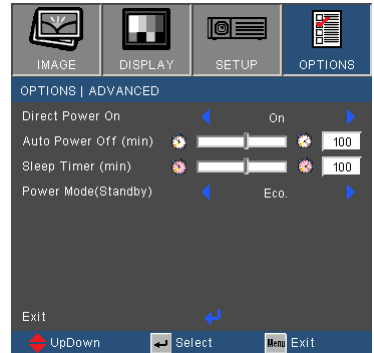 IMAGE DISPLAY SETUP OPTIONS
OPTIONS | ADVANCED
Direct Power On On
Auto Power Off (min) 100
Sleep Timer (min) 100
Power Mode(Standby) Eco.
Exit
UpDown Select Menu Exit